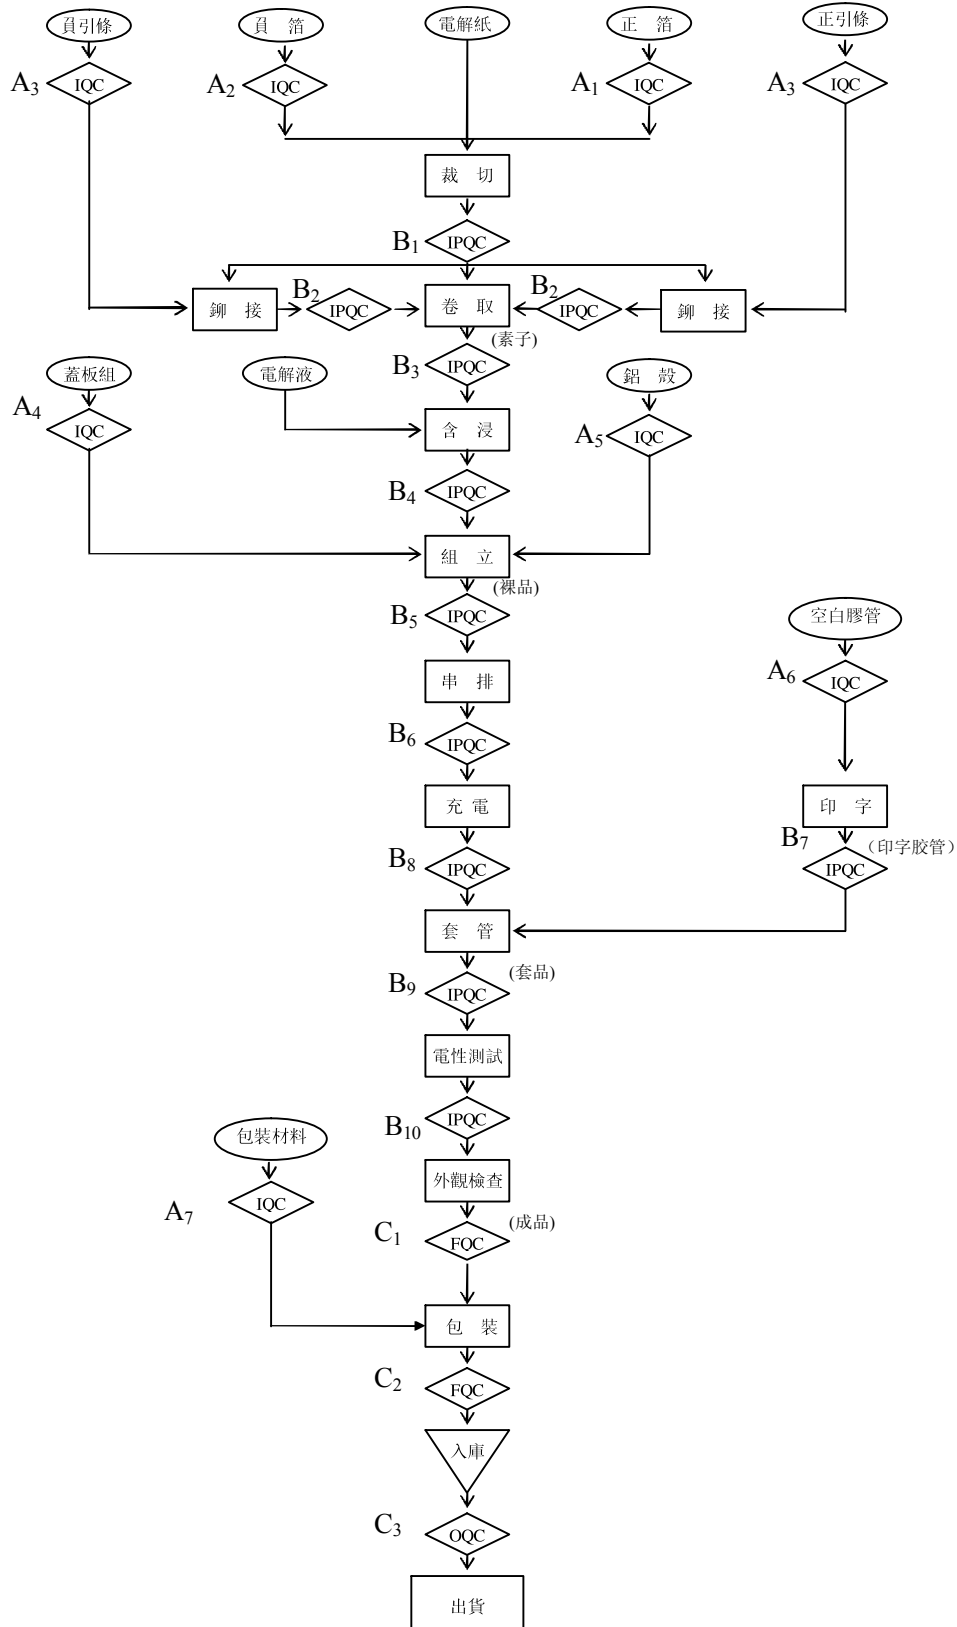 負引條
負 箔
電解紙
正 箔
正引條
A3
IQC
A2
IQC
A1
IQC
A3
IQC
裁 切
B1
IPQC
鉚 接
B2
IPQC
卷 取
B2
IPQC
鉚 接
(素子)
B3
IPQC
蓋板組
電解液
鋁 殼
A4
IQC
含 浸
A5
IQC
B4
IPQC
組 立
(裸品)
B5
IPQC
空白膠管
串 排
A6
IQC
B6
IPQC
充 電
印 字
B8
IPQC
B7
IPQC
(印字胶管)
套 管
B9
IPQC
(套品)
電性測試
B10
IPQC
包裝材料
外觀檢查
A7
IQC
C1
FQC
(成品)
包 裝
C2
FQC
入庫
C3
OQC
出貨